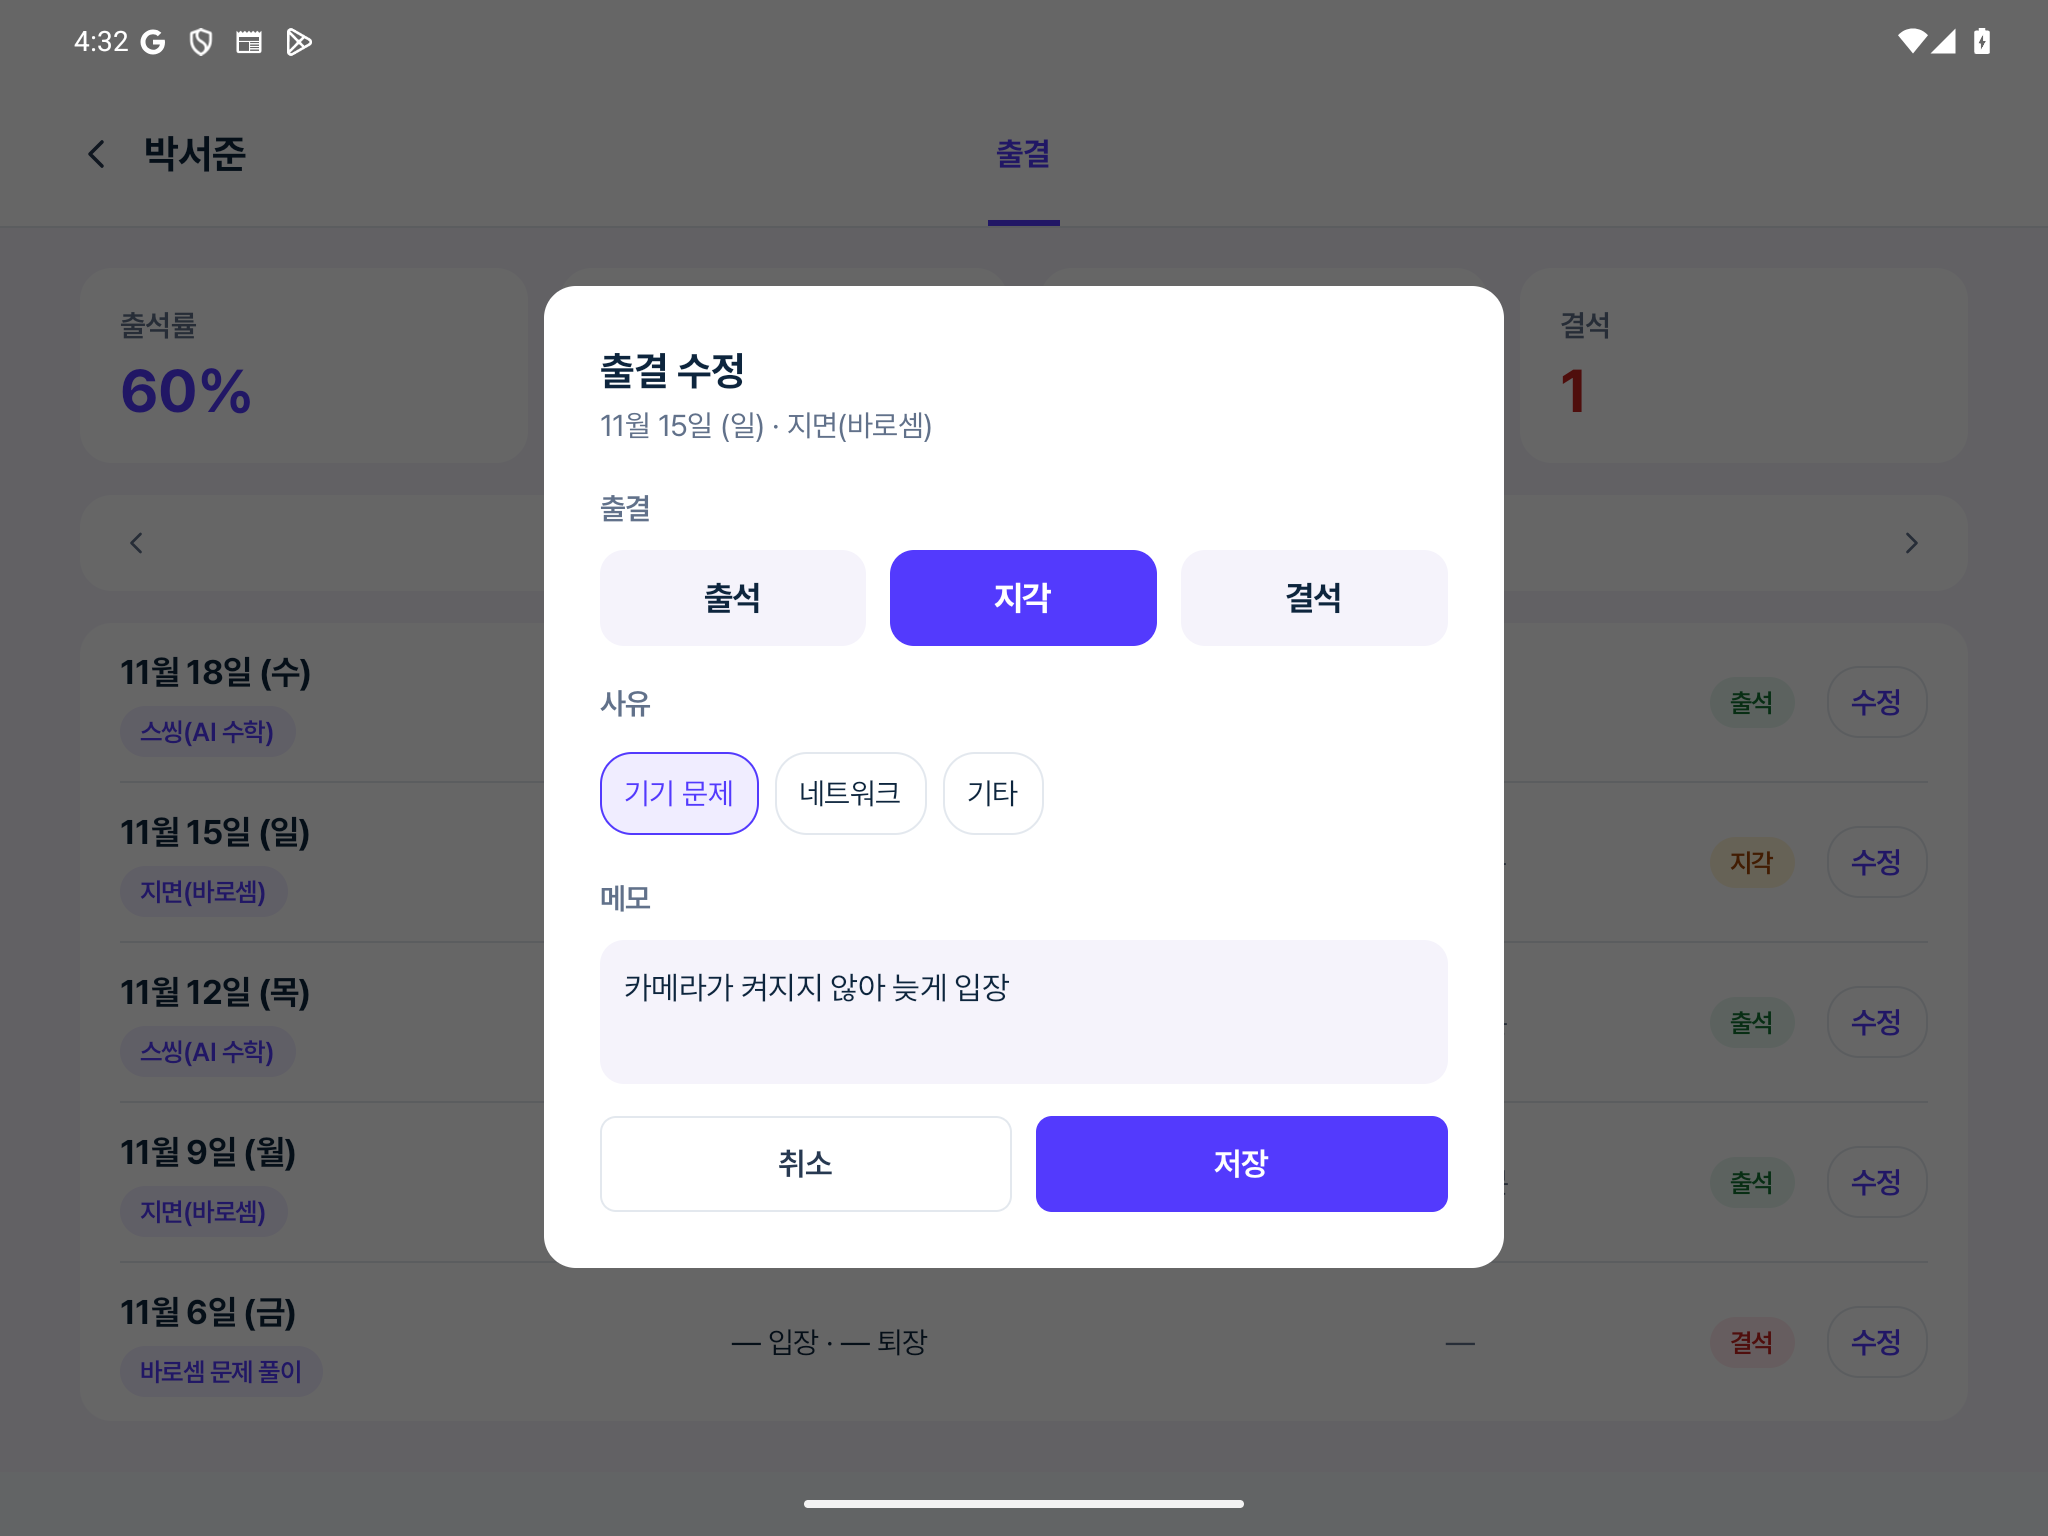 4:32
박서준
출결
출석률
60%
결석
1
출결 수정
11월 15일 (일) · 지면(바로셈)
출결
출석
지각
결석
사유
기기 문제
네트워크
기타
메모
카메라가 켜지지 않아 늦게 입장
취소
저장
11월 18일 (수)
스씽(AI 수학)
출석
수정
11월 15일 (일)
지면(바로셈)
지각
수정
11월 12일 (목)
스씽(AI 수학)
출석
수정
11월 9일 (월)
지면(바로셈)
출석
수정
11월 6일 (금)
바로셈 문제 풀이
— 입장 · — 퇴장
—
결석
수정